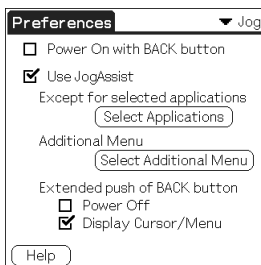 Preferences ▼ Jog
Power On with BACK button
Use JogAssist
Except for selected applications
Select Applications
Additional Menu
Select Additional Menu
Extended push of BACK button
Power Off
Display Cursor/Menu
Help